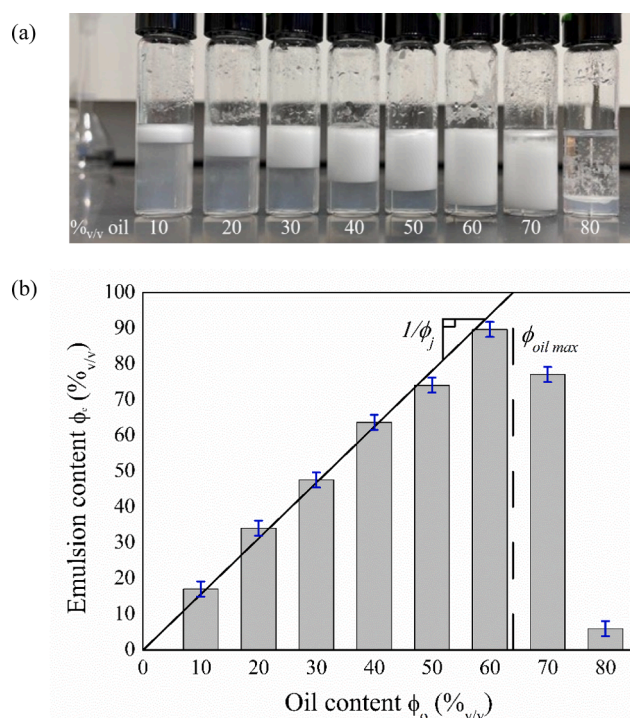 (a)
%v/v oil 10 20 30 40 50 60 70 80
(b)
100
90
80
70
60
50
40
30
20
10
0
Emulsion content ϕe (%v/v)
1/ϕj
ϕoil max
0 10 20 30 40 50 60 70 80
Oil content ϕo (%v/v)